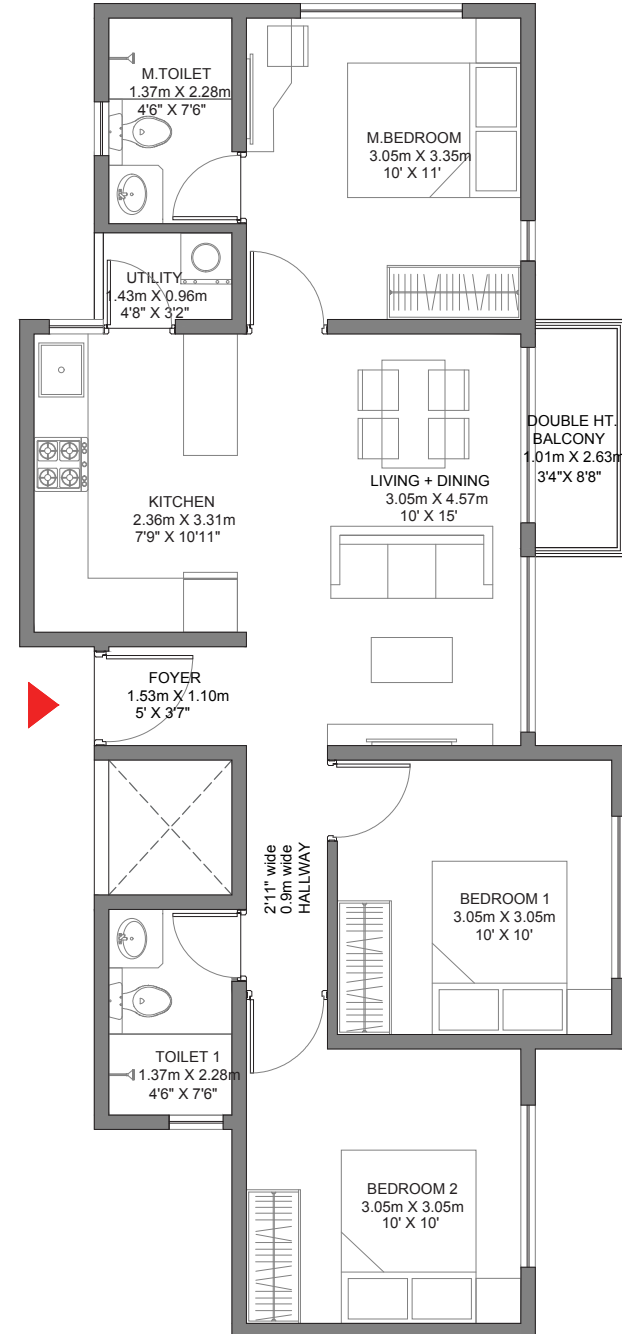 M.TOILET
1.37m X 2.28m
4'6" X 7'6"
M.BEDROOM
3.05m X 3.35m
10' X 11'
UTILITY
1.43m X 0.96m
4'8" X 3'2"
DOUBLE HT.
BALCONY
1.01m X 2.63m
3'4"X 8'8"
LIVING + DINING
3.05m X 4.57m
10' X 15'
KITCHEN
2.36m X 3.31m
7'9" X 10'11"
FOYER
1.53m X 1.10m
5' X 3'7"
2'11" wide
0.9m wide
HALLWAY
BEDROOM 1
3.05m X 3.05m
10' X 10'
TOILET 1
1.37m X 2.28m
4'6" X 7'6"
BEDROOM 2
3.05m X 3.05m
10' X 10'